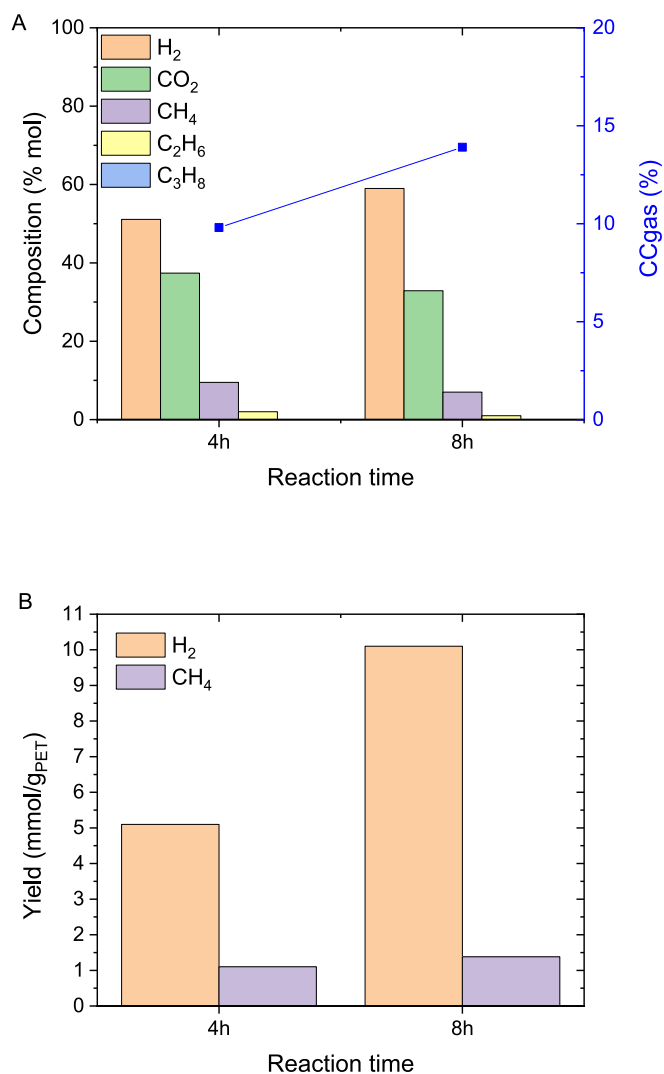 A
Composition (% mol)
100
80
60
40
20
0
H₂
CO₂
CH₄
C₂H₆
C₃H₈
20
15
10
5
0
CCgas (%)
4h
8h
Reaction time
B
Yield (mmol/gPET)
11
10
9
8
7
6
5
4
3
2
1
0
H₂
CH₄
4h
8h
Reaction time